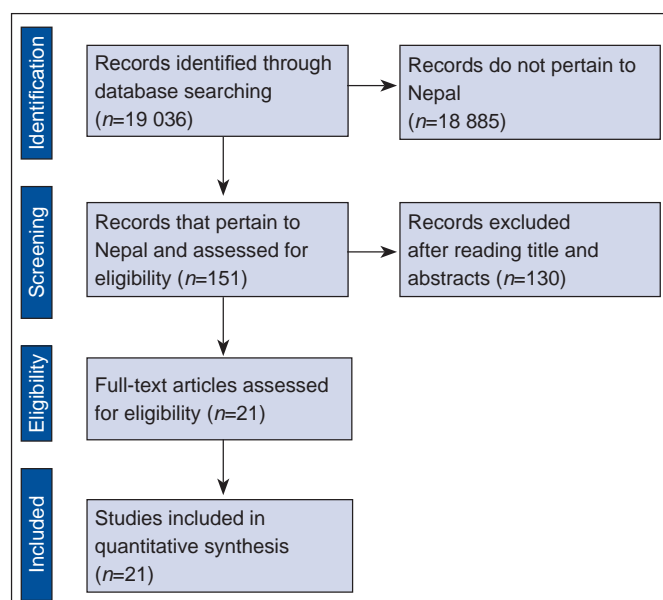 Identification
Records identified through
database searching
(n=19 036)
Records do not pertain to
Nepal
(n=18 885)
Screening
Records that pertain to
Nepal and assessed for
eligibility (n=151)
Records excluded
after reading title and
abstracts (n=130)
Eligibility
Full-text articles assessed
for eligibility (n=21)
Included
Studies included in
quantitative synthesis
(n=21)